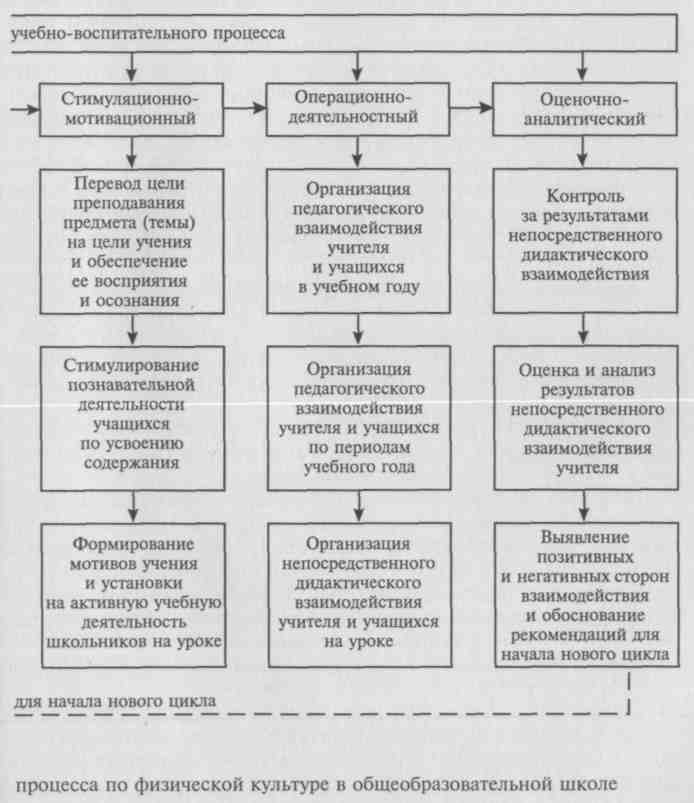 учебно-воспитательного процесса
Стимуляционно-
мотивационный
Операционно-
деятельностный
Оценочно-
аналитический
Перевод цели
преподавания
предмета (темы)
на цели учения
и обеспечение
ее восприятия
и осознания
Организация
педагогического
взаимодействия
учителя
и учащихся
в учебном году
Контроль
за результатами
непосредственного
дидактического
взаимодействия
Стимулирование
познавательной
деятельности
учащихся
по усвоению
содержания
Организация
педагогического
взаимодействия
учителя и учащихся
по периодам
учебного года
Оценка и анализ
результатов
непосредственного
дидактического
взаимодействия
учителя
Формирование
мотивов учения
и установки
на активную учебную
деятельность
школьников на уроке
Организация
непосредственного
дидактического
взаимодействия
учителя и учащихся
на уроке
Выявление
позитивных
и негативных сторон
взаимодействия
и обоснование
рекомендаций для
начала нового цикла
для начала нового цикла
процесса по физической культуре в общеобразовательной школе